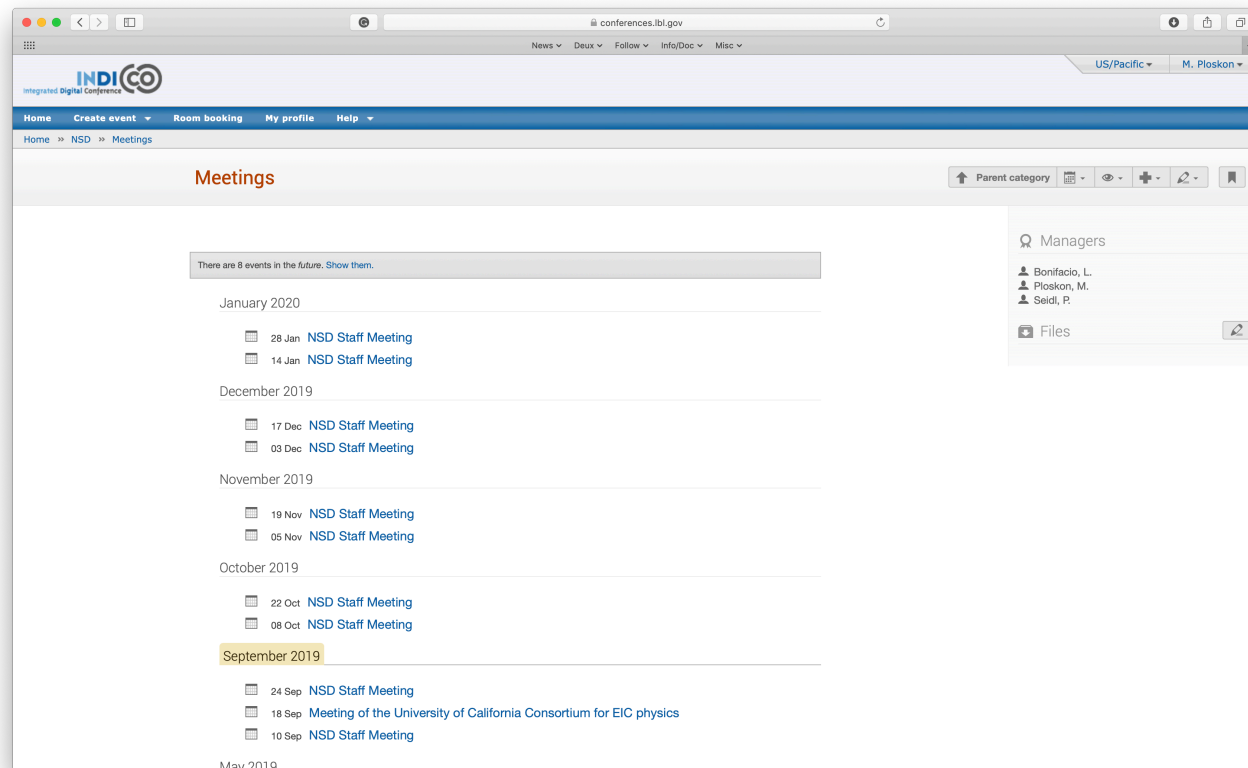 conferences.lbl.gov
News Deux Follow Info/Doc Misc
INDICO
Integrated Digital Conference
US/Pacific M. Ploskon
Home Create event Room booking My profile Help
Home » NSD » Meetings
Meetings
Parent category
There are 8 events in the future. Show them.
Managers
Bonifacio, L.
Ploskon, M.
Seidl, P.
Files
January 2020
28 Jan NSD Staff Meeting
14 Jan NSD Staff Meeting
December 2019
17 Dec NSD Staff Meeting
03 Dec NSD Staff Meeting
November 2019
19 Nov NSD Staff Meeting
05 Nov NSD Staff Meeting
October 2019
22 Oct NSD Staff Meeting
08 Oct NSD Staff Meeting
September 2019
24 Sep NSD Staff Meeting
18 Sep Meeting of the University of California Consortium for EIC physics
10 Sep NSD Staff Meeting
May 2019